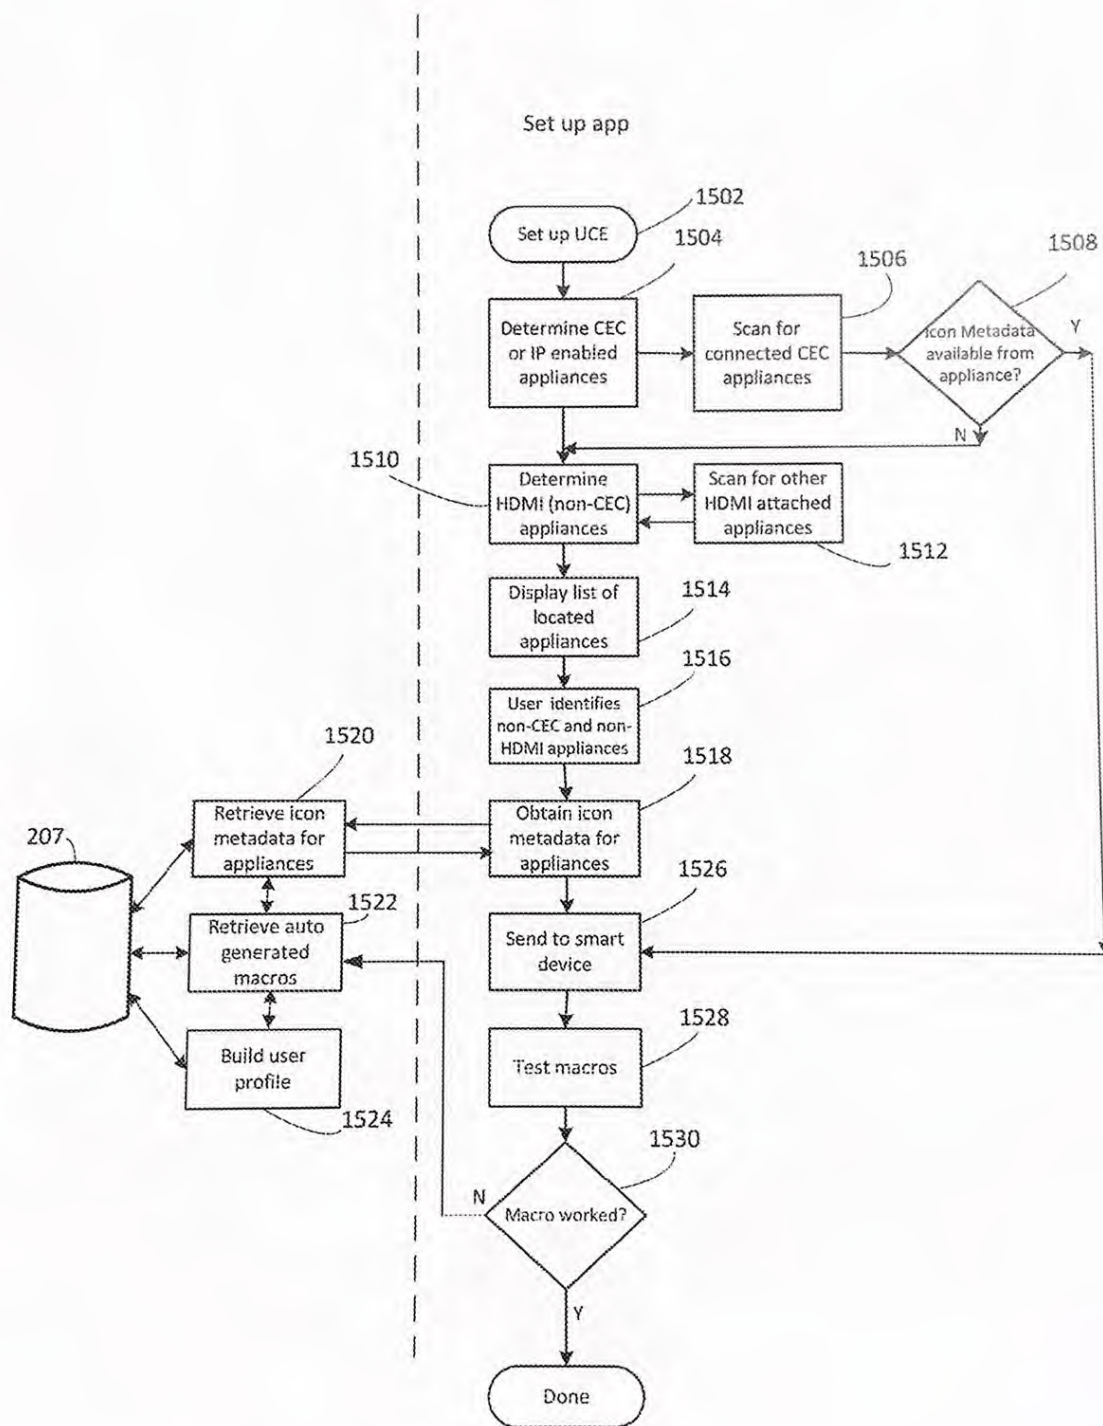 Set up app
1502
Set up UCE
1504
1506
1508
Determine CEC
or IP enabled
appliances
Scan for
connected CEC
appliances
Icon Metadata
available from
appliance?
Y
N
1510
Determine
HDMI (non-CEC)
appliances
Scan for other
HDMI attached
appliances
1512
Display list of
located
appliances
1514
1516
User identifies
non-CEC and non-
HDMI appliances
1520
1518
Retrieve icon
metadata for
appliances
Obtain icon
metadata for
appliances
207
1522
1526
Retrieve auto
generated
macros
Send to smart
device
1528
Build user
profile
Test macros
1524
1530
N
Macro worked?
Y
Done